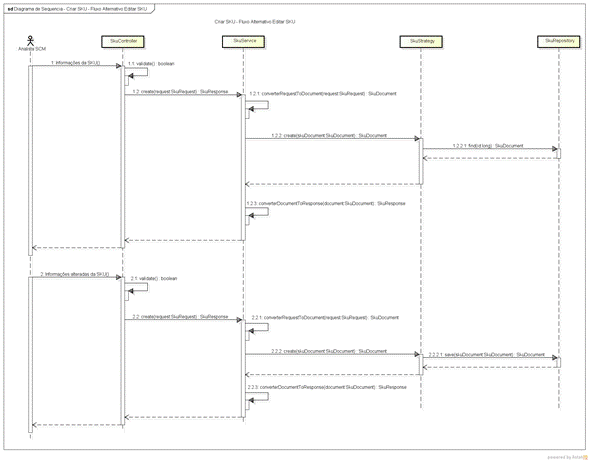 sd Diagrama de Sequencia - Criar SKU - Fluxo Alternativo Editar SKU
Criar SKU - Fluxo Alternativo Editar SKU
Analista SCM
SkuController
SkuService
SkuStrategy
SkuRepository
1: Informações da SKU()
1.1: validate() : boolean
1.2: create(request:SkuRequest) : SkuResponse
1.2.1: converterRequestToDocument(request:SkuRequest) : SkuDocument
1.2.2: create(skuDocument:SkuDocument) : SkuDocument
1.2.2.1: find(id:long) : SkuDocument
1.2.3: converterDocumentToResponse(document:SkuDocument) : SkuResponse
2: Informações alteradas da SKU()
2.1: validate() : boolean
2.2: create(request:SkuRequest) : SkuResponse
2.2.1: converterRequestToDocument(request:SkuRequest) : SkuDocument
2.2.2: create(skuDocument:SkuDocument) : SkuDocument
2.2.2.1: save(skuDocument:SkuDocument) : SkuDocument
2.2.3: converterDocumentToResponse(document:SkuDocument) : SkuResponse
powered by Astah